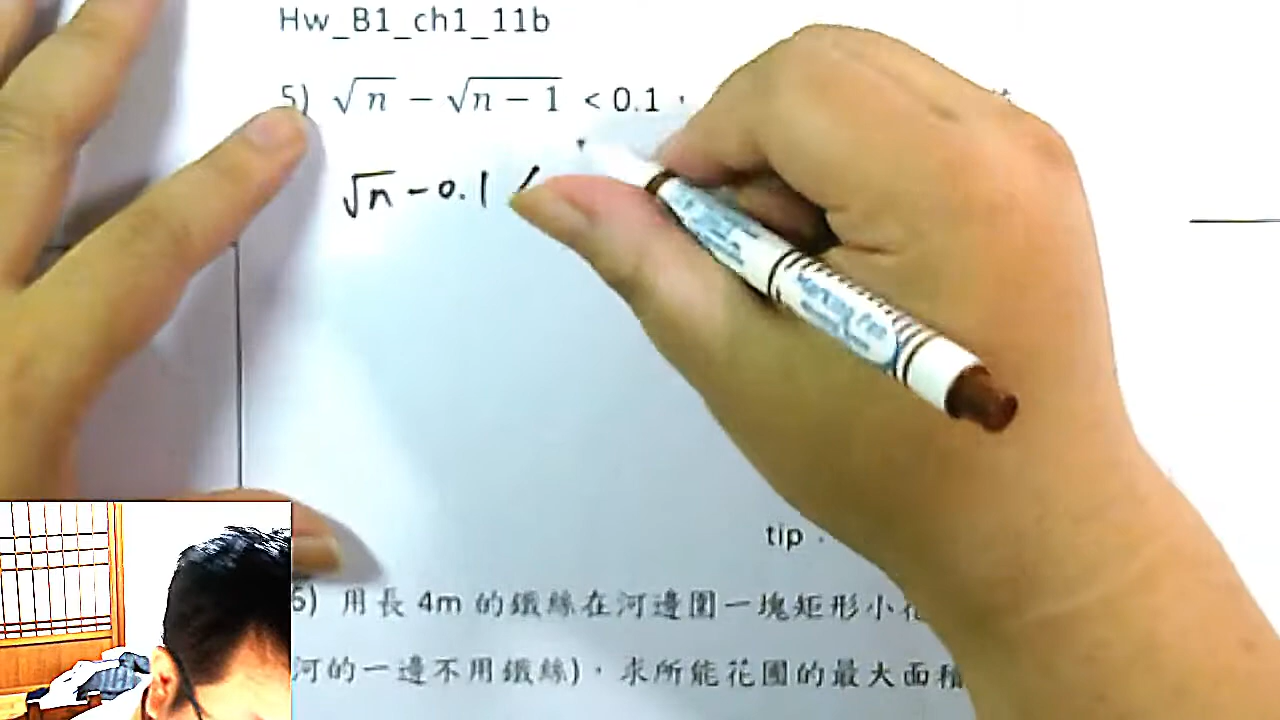 Hw_B1_ch1_11b
5) √n − √n − 1 < 0.1，
√n − 0.1 <
tip
6) 用長 4m 的鐵絲在河邊圍一塊矩形小
河的一邊不用鐵絲)，求所能花圃的最大面積